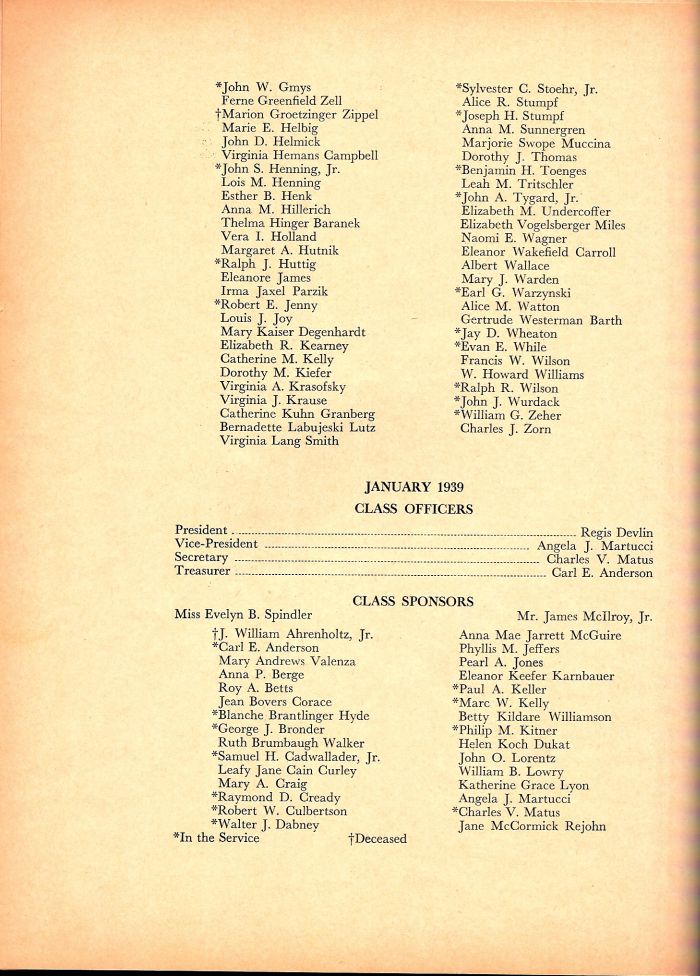 *John W. Gmys
Ferne Greenfield Zell
†Marion Groetzinger Zippel
Marie E. Helbig
John D. Helmick
Virginia Hemans Campbell
*John S. Henning, Jr.
Lois M. Henning
Esther B. Henk
Anna M. Hillerich
Thelma Hinger Baranek
Vera I. Holland
Margaret A. Hutnik
*Ralph J. Huttig
Eleanore James
Irma Jaxel Parzik
*Robert E. Jenny
Louis J. Joy
Mary Kaiser Degenhardt
Elizabeth R. Kearney
Catherine M. Kelly
Dorothy M. Kiefer
Virginia A. Krasofsky
Virginia J. Krause
Catherine Kuhn Granberg
Bernadette Labujeski Lutz
Virginia Lang Smith
*Sylvester C. Stoehr, Jr.
Alice R. Stumpf
*Joseph H. Stumpf
Anna M. Sunnergren
Marjorie Swope Muccina
Dorothy J. Thomas
*Benjamin H. Toenges
Leah M. Tritschler
*John A. Tygard, Jr.
Elizabeth M. Undercoffer
Elizabeth Vogelsberger Miles
Naomi E. Wagner
Eleanor Wakefield Carroll
Albert Wallace
Mary J. Warden
*Earl G. Warzynski
Alice M. Watton
Gertrude Westerman Barth
*Jay D. Wheaton
*Evan E. While
Francis W. Wilson
W. Howard Williams
*Ralph R. Wilson
*John J. Wurdack
*William G. Zeher
Charles J. Zorn
JANUARY 1939
CLASS OFFICERS
President Regis Devlin
Vice-President Angela J. Martucci
Secretary Charles V. Matus
Treasurer Carl E. Anderson
CLASS SPONSORS
Miss Evelyn B. Spindler Mr. James McIlroy, Jr.
†J. William Ahrenholtz, Jr.
*Carl E. Anderson
Mary Andrews Valenza
Anna P. Berge
Roy A. Betts
Jean Bovers Corace
*Blanche Brantlinger Hyde
*George J. Bronder
Ruth Brumbaugh Walker
*Samuel H. Cadwallader, Jr.
Leafy Jane Cain Curley
Mary A. Craig
*Raymond D. Cready
*Robert W. Culbertson
*Walter J. Dabney
Anna Mae Jarrett McGuire
Phyllis M. Jeffers
Pearl A. Jones
Eleanor Keefer Karnbauer
*Paul A. Keller
*Marc W. Kelly
Betty Kildare Williamson
*Philip M. Kitner
Helen Koch Dukat
John O. Lorentz
William B. Lowry
Katherine Grace Lyon
Angela J. Martucci
*Charles V. Matus
Jane McCormick Rejohn
*In the Service †Deceased